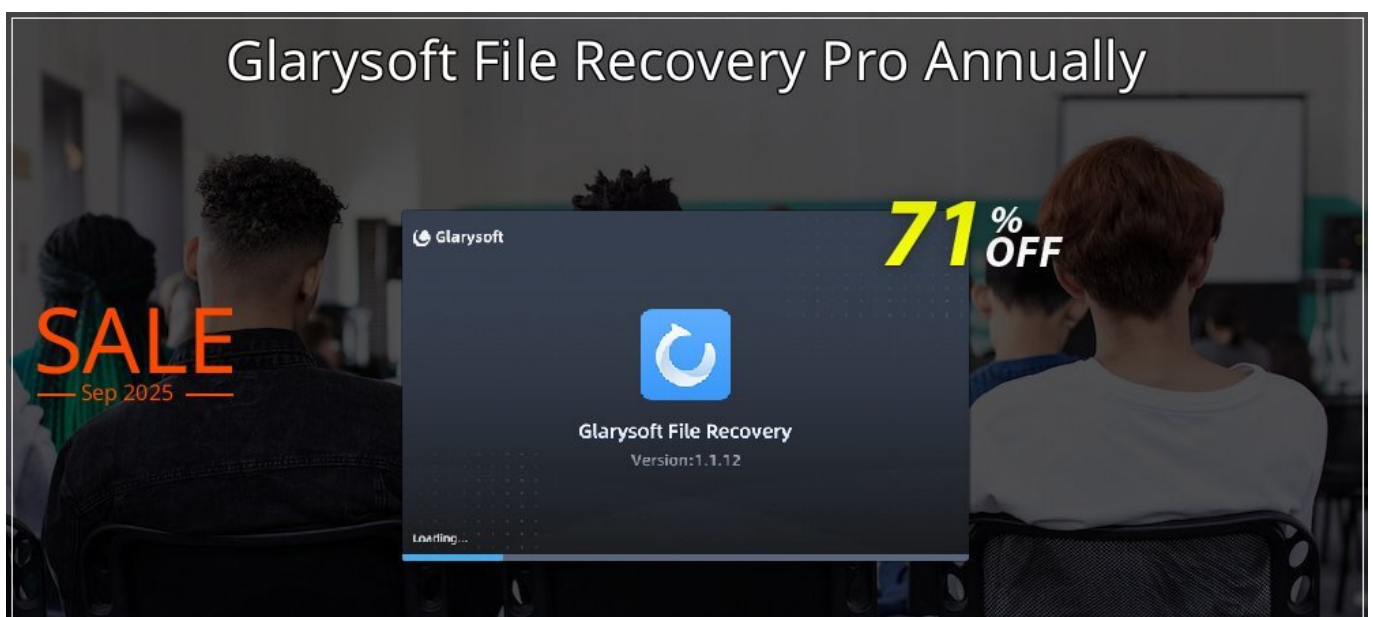 Glarysoft File Recovery Pro Annually
Glarysoft
71% OFF
SALE
Sep 2025
Glarysoft File Recovery
Version:1.1.12
Loading...